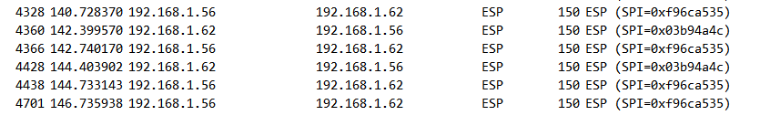 4328 140.728370 192.168.1.56 192.168.1.62 ESP 150 ESP (SPI=0xf96ca535)
4360 142.399570 192.168.1.62 192.168.1.56 ESP 150 ESP (SPI=0x03b94a4c)
4366 142.740170 192.168.1.56 192.168.1.62 ESP 150 ESP (SPI=0xf96ca535)
4428 144.403902 192.168.1.62 192.168.1.56 ESP 150 ESP (SPI=0x03b94a4c)
4438 144.733143 192.168.1.56 192.168.1.62 ESP 150 ESP (SPI=0xf96ca535)
4701 146.735938 192.168.1.56 192.168.1.62 ESP 150 ESP (SPI=0xf96ca535)